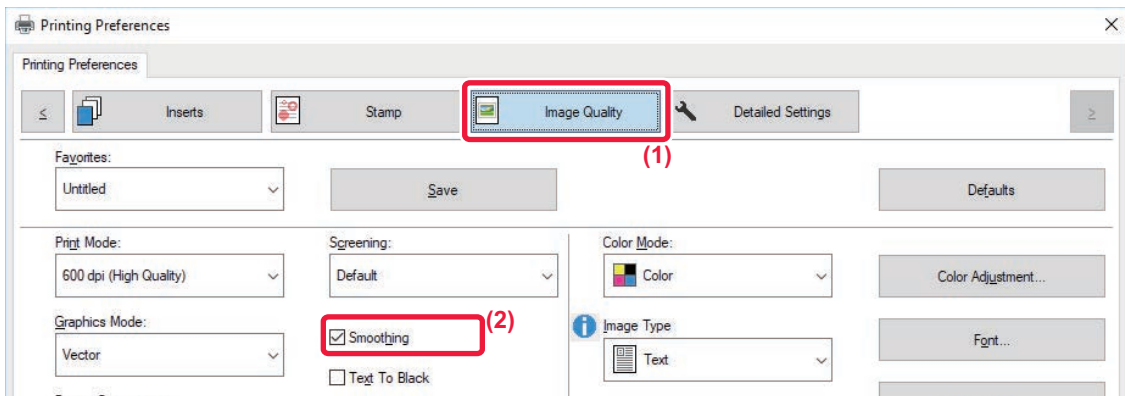 Printing Preferences
Printing Preferences
< Inserts Stamp Image Quality Detailed Settings >
(1)
Favorites:
Untitled Save Defaults
Print Mode: Screening: Color Mode:
600 dpi (High Quality) Default Color Color Adjustment...
Graphics Mode: (2) Image Type
Smoothing Font...
Vector Text
Text To Black